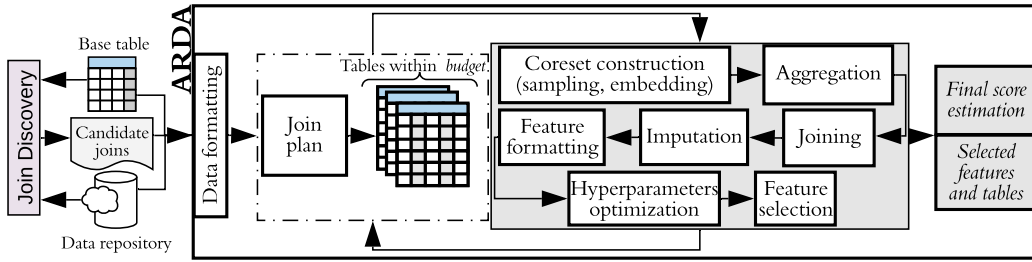 Join Discovery
Base table
Candidate
joins
Data repository
ARDA
Data formatting
Join
plan
Tables within budget
Coreset construction
(sampling, embedding)
Aggregation
Feature
formatting
Imputation
Joining
Hyperparameters
optimization
Feature
selection
Final score
estimation
Selected
features
and tables